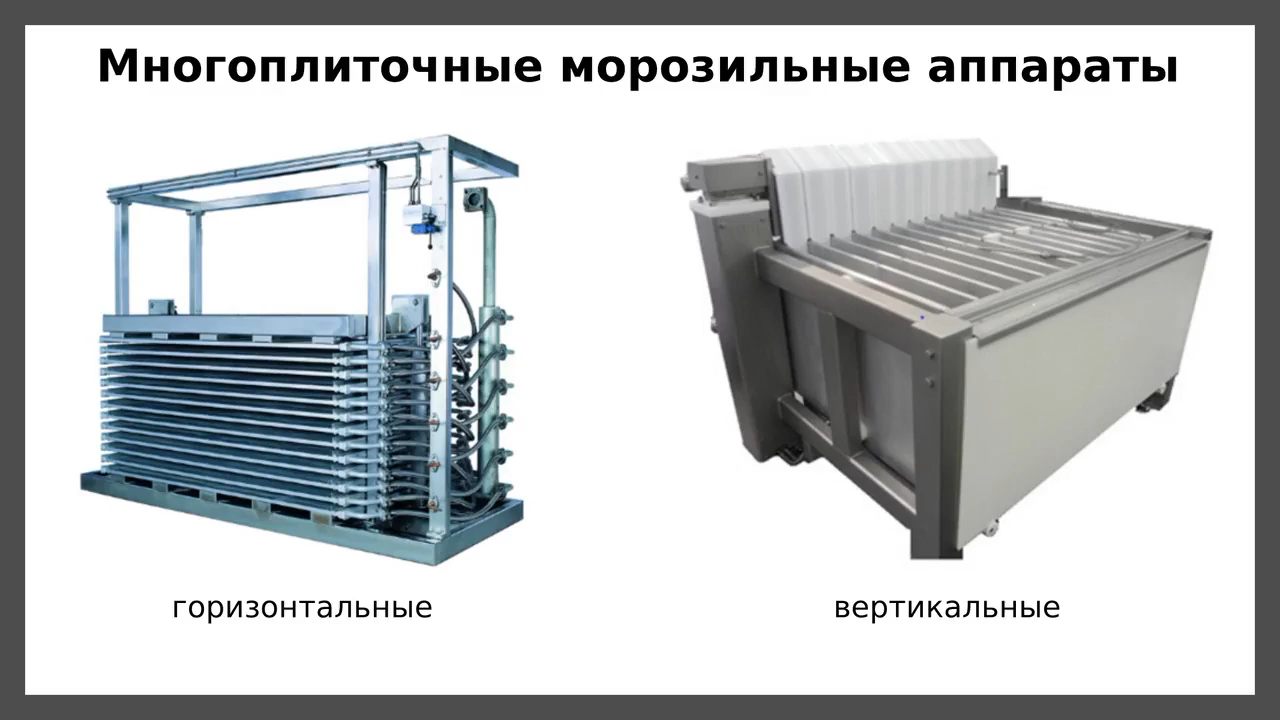 Многоплиточные морозильные аппараты
горизонтальные
вертикальные